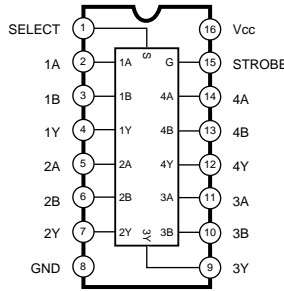 SELECT 1 16 Vcc
S
1A 2 1A G 15 STROBE
1B 3 1B 4A 14 4A
1Y 4 1Y 4B 13 4B
2A 5 2A 4Y 12 4Y
2B 6 2B 3A 11 3A
2Y 7 2Y 3Y 3B 10 3B
GND 8 9 3Y